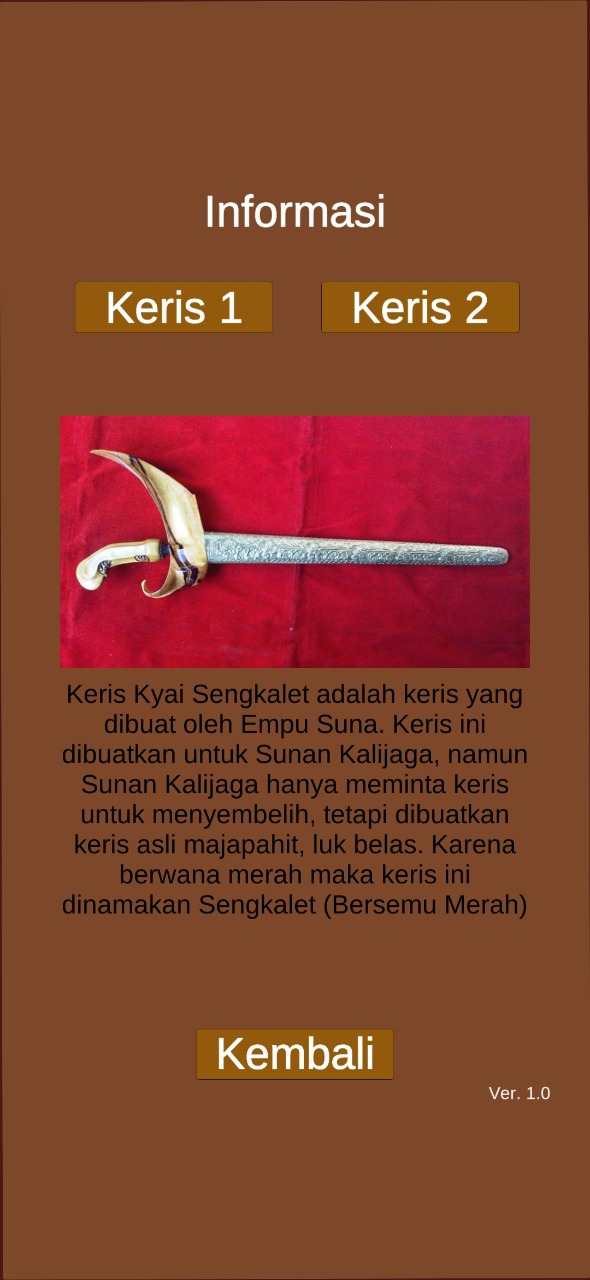 Informasi
Keris 1
Keris 2
Keris Kyai Sengkalet adalah keris yang
dibuat oleh Empu Suna. Keris ini
dibuatkan untuk Sunan Kalijaga, namun
Sunan Kalijaga hanya meminta keris
untuk menyembelih, tetapi dibuatkan
keris asli majapahit, luk belas. Karena
berwana merah maka keris ini
dinamakan Sengkalet (Bersemu Merah)
Kembali
Ver. 1.0